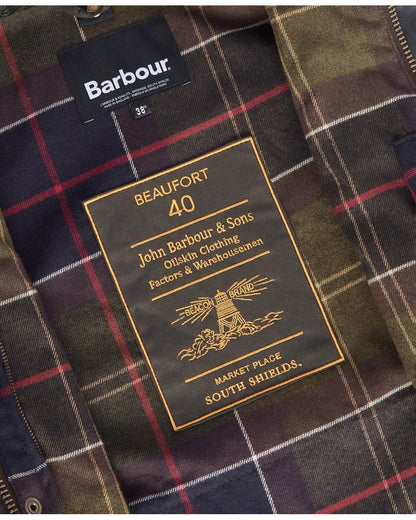 Barbour
38"
BEAUFORT
40
John Barbour & Sons
Oilskin Clothing
Factors & Warehousemen
BEACON BRAND
MARKET PLACE
SOUTH SHIELDS.